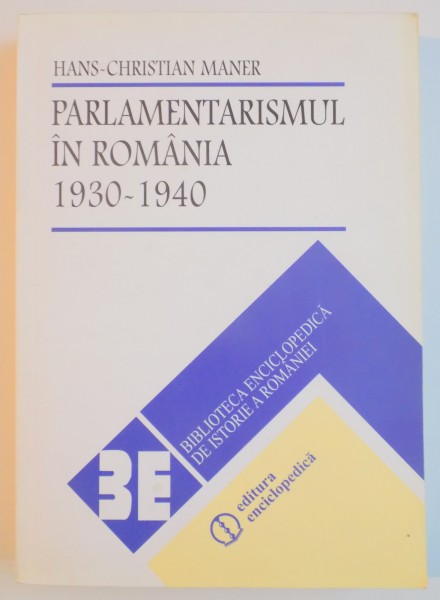 HANS-CHRISTIAN MANER
PARLAMENTARISMUL
ÎN ROMÂNIA
1930-1940
BIBLIOTECA ENCICLOPEDICĂ
DE ISTORIE A ROMÂNIEI
3E
editura
enciclopedică